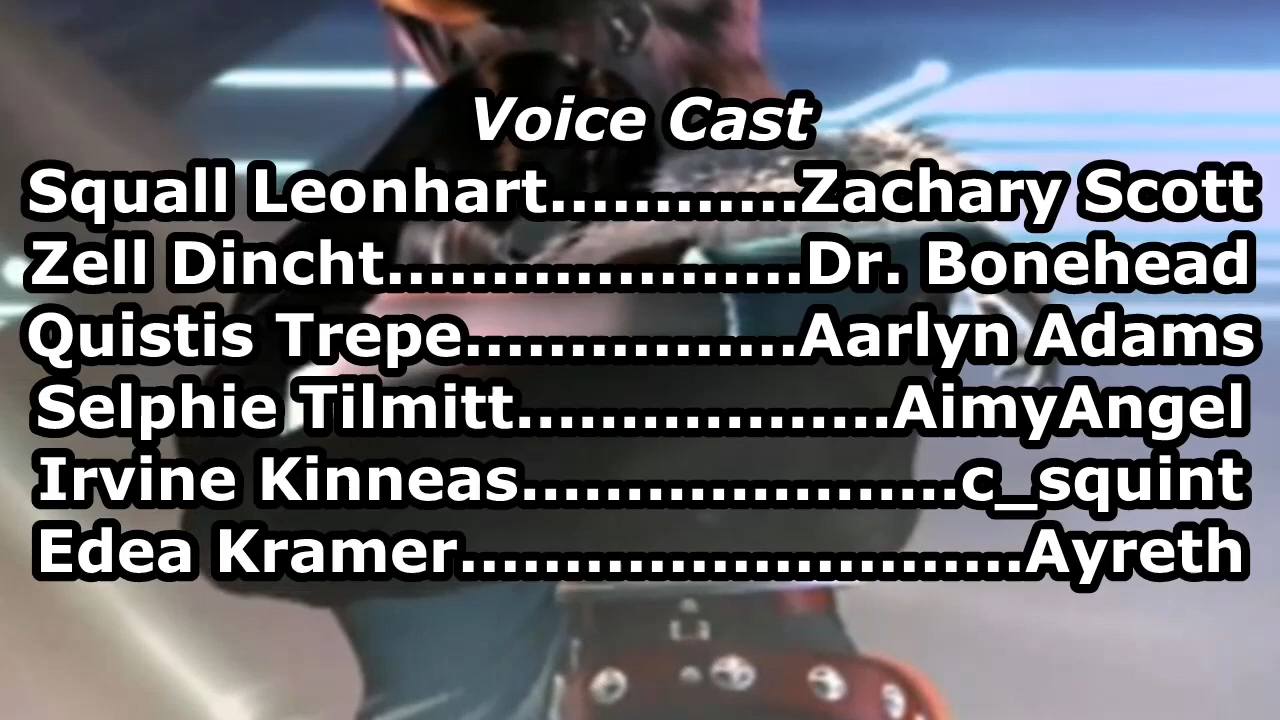 Voice Cast
Squall Leonhart............Zachary Scott
Zell Dincht....................Dr. Bonehead
Quistis Trepe................Aarlyn Adams
Selphie Tilmitt..................AimyAngel
Irvine Kinneas.....................c_squint
Edea Kramer...........................Ayreth